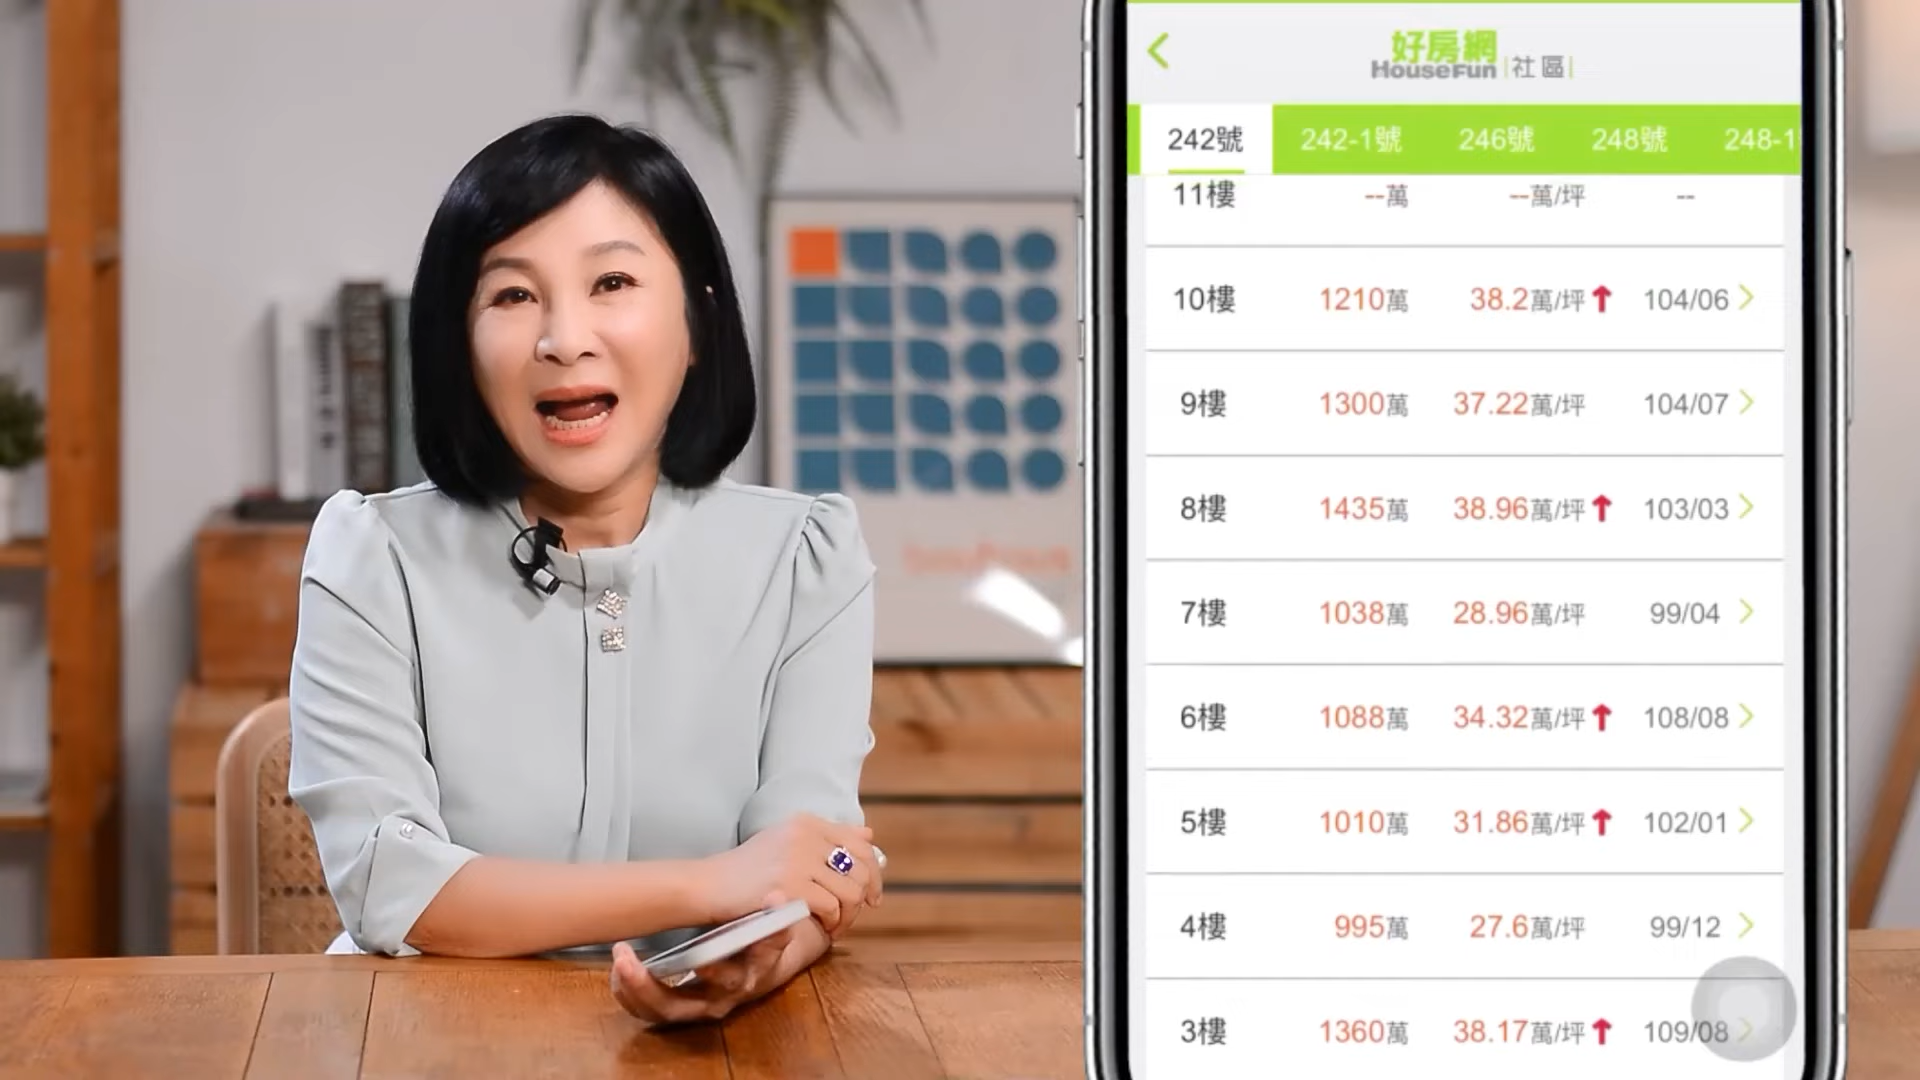 好房網
HouseFun 社區
242號 242-1號 246號 248號 248-1
11樓 --萬 --萬/坪 --
10樓 1210萬 38.2萬/坪 104/06
9樓 1300萬 37.22萬/坪 104/07
8樓 1435萬 38.96萬/坪 103/03
7樓 1038萬 28.96萬/坪 99/04
6樓 1088萬 34.32萬/坪 108/08
5樓 1010萬 31.86萬/坪 102/01
4樓 995萬 27.6萬/坪 99/12
3樓 1360萬 38.17萬/坪 109/08